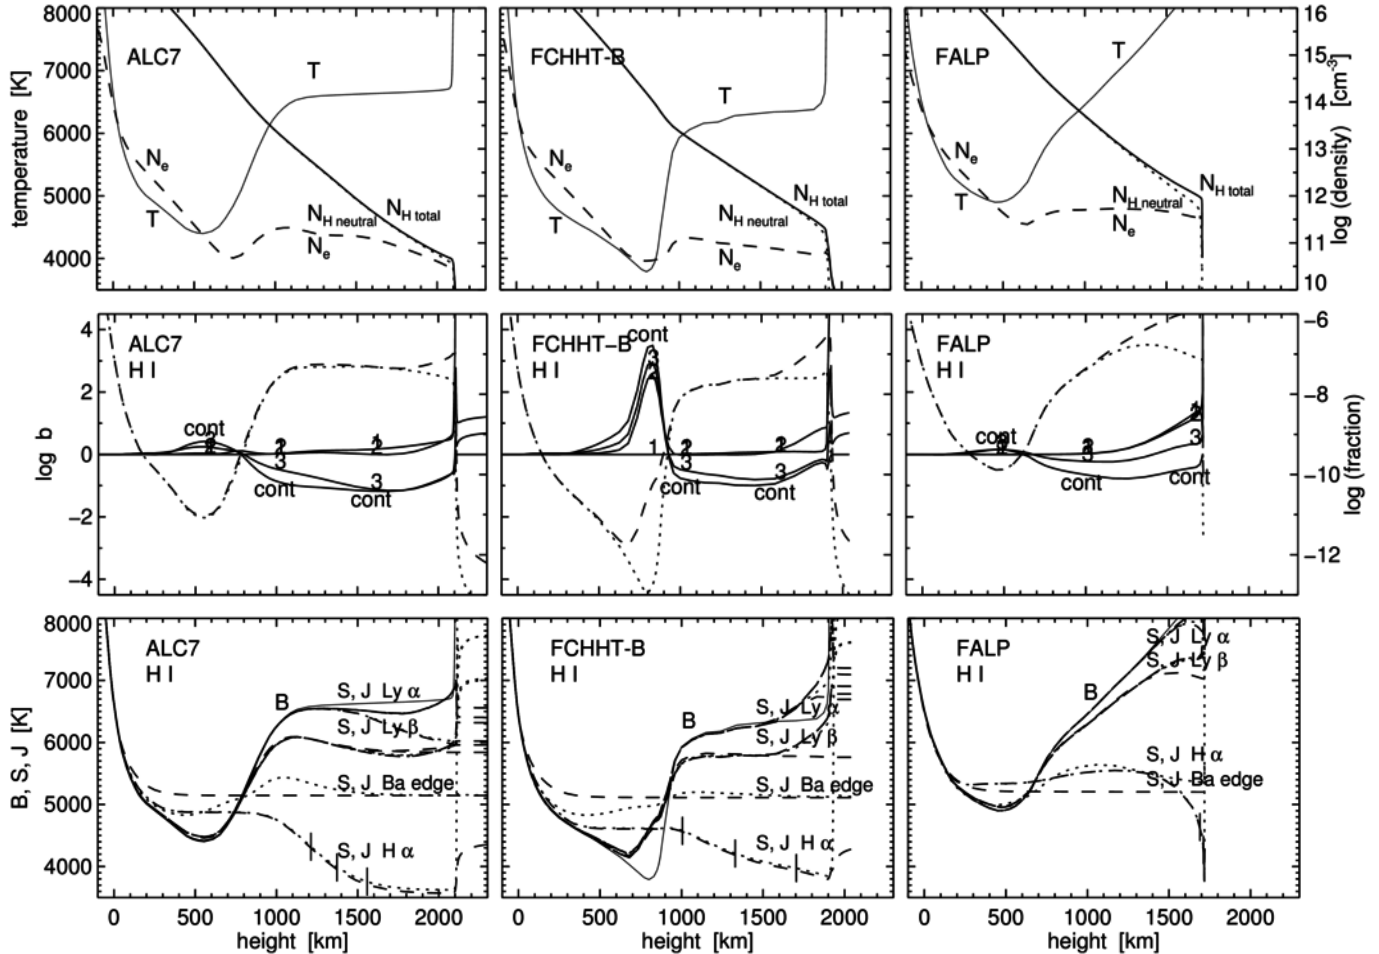 8000
7000
6000
5000
4000
temperature [K]
ALC7
T
Ne
T
NH neutral
NH total
Ne
FCHHT-B
T
Ne
T
NH neutral
NH total
Ne
FALP
T
Ne
T
NH neutral
NH total
Ne
16
15
14
13
12
11
10
log (density) [cm-3]
4
2
0
−2
−4
log b
ALC7
H I
cont
3
cont
3
cont
FCHHT−B
H I
cont
1
3
cont
3
cont
FALP
H I
cont
3
cont
3
cont
−6
−8
−10
−12
log (fraction)
8000
7000
6000
5000
4000
B, S, J [K]
ALC7
H I
B
S, J Ly α
S, J Ly β
S, J Ba edge
S, J H α
FCHHT-B
H I
B
S, J Ly α
S, J Ly β
S, J Ba edge
S, J H α
FALP
H I
B
S, J Ly α
S, J Ly β
S, J H α
S, J Ba edge
0 500 1000 1500 2000
0 500 1000 1500 2000
0 500 1000 1500 2000
height [km]
height [km]
height [km]